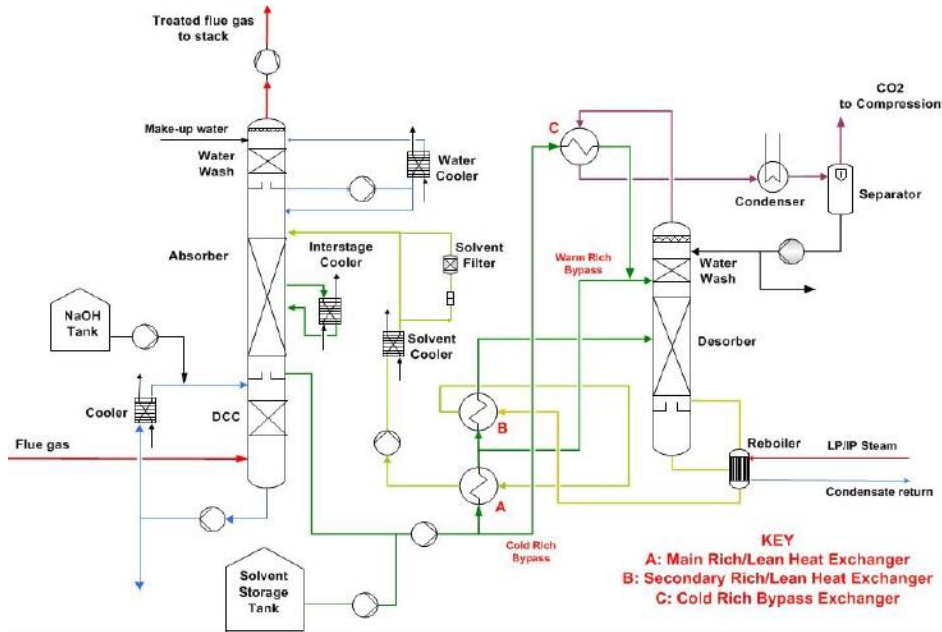 Treated flue gas
to stack
Make-up water
Water
Wash
Water
Cooler
Absorber
Interstage
Cooler
Solvent
Filter
NaOH
Tank
Solvent
Cooler
Cooler
DCC
Flue gas
Solvent
Storage
Tank
C
CO2
to Compression
Condenser
Separator
Warm Rich
Bypass
Water
Wash
Desorber
B
Reboiler
LP/IP Steam
Condensate return
A
Cold Rich
Bypass
KEY
A: Main Rich/Lean Heat Exchanger
B: Secondary Rich/Lean Heat Exchanger
C: Cold Rich Bypass Exchanger